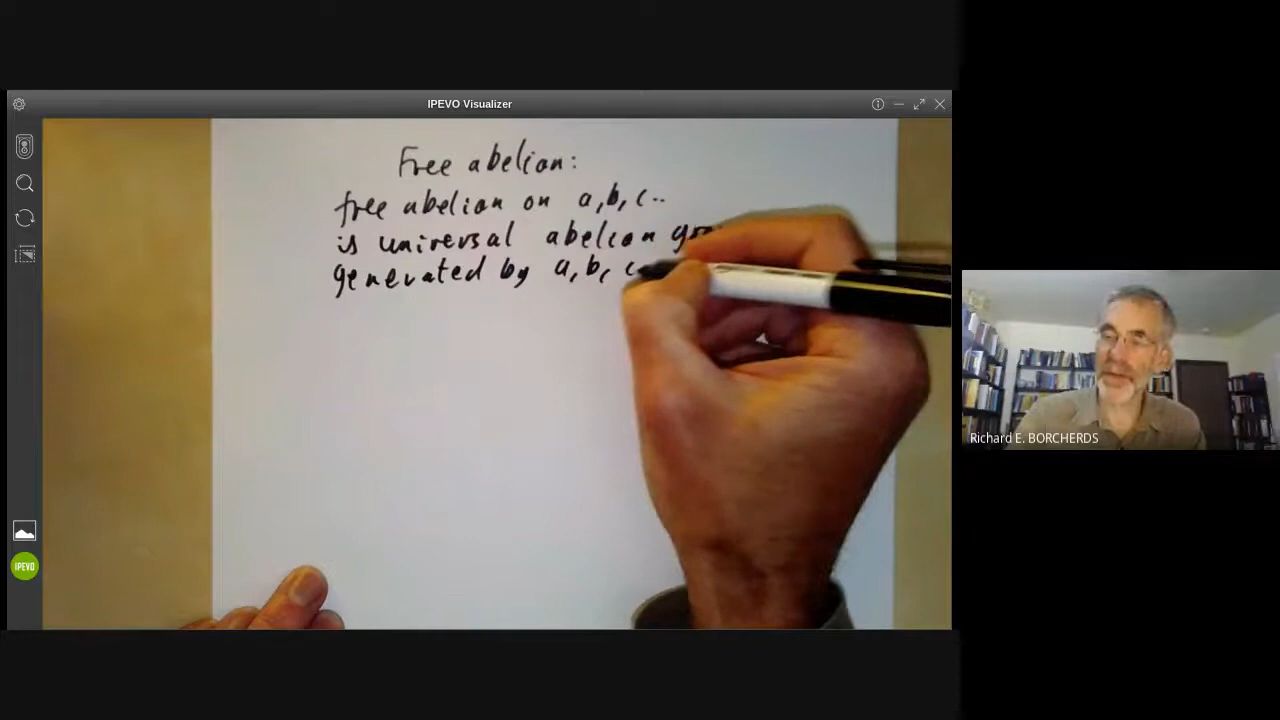 IPEVO Visualizer
Free abelian:
free abelian on a, b, c..
is universal abelian
generated by a, b, c
IPEVO
Richard E. BORCHERDS